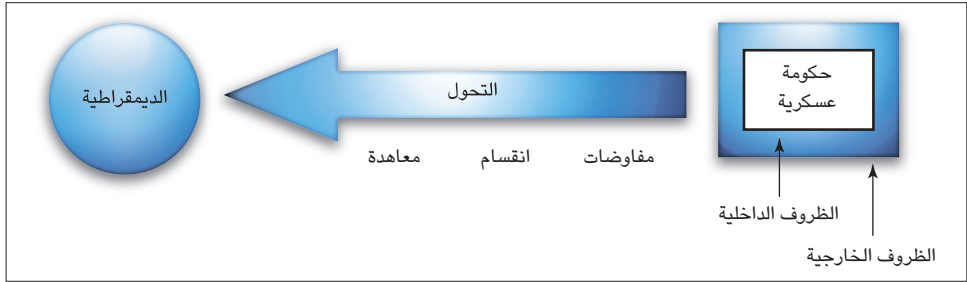 حكومة
عسكرية
التحول
الديمقراطية
مفاوضات انقسام معاهدة
الظروف الداخلية
الظروف الخارجية